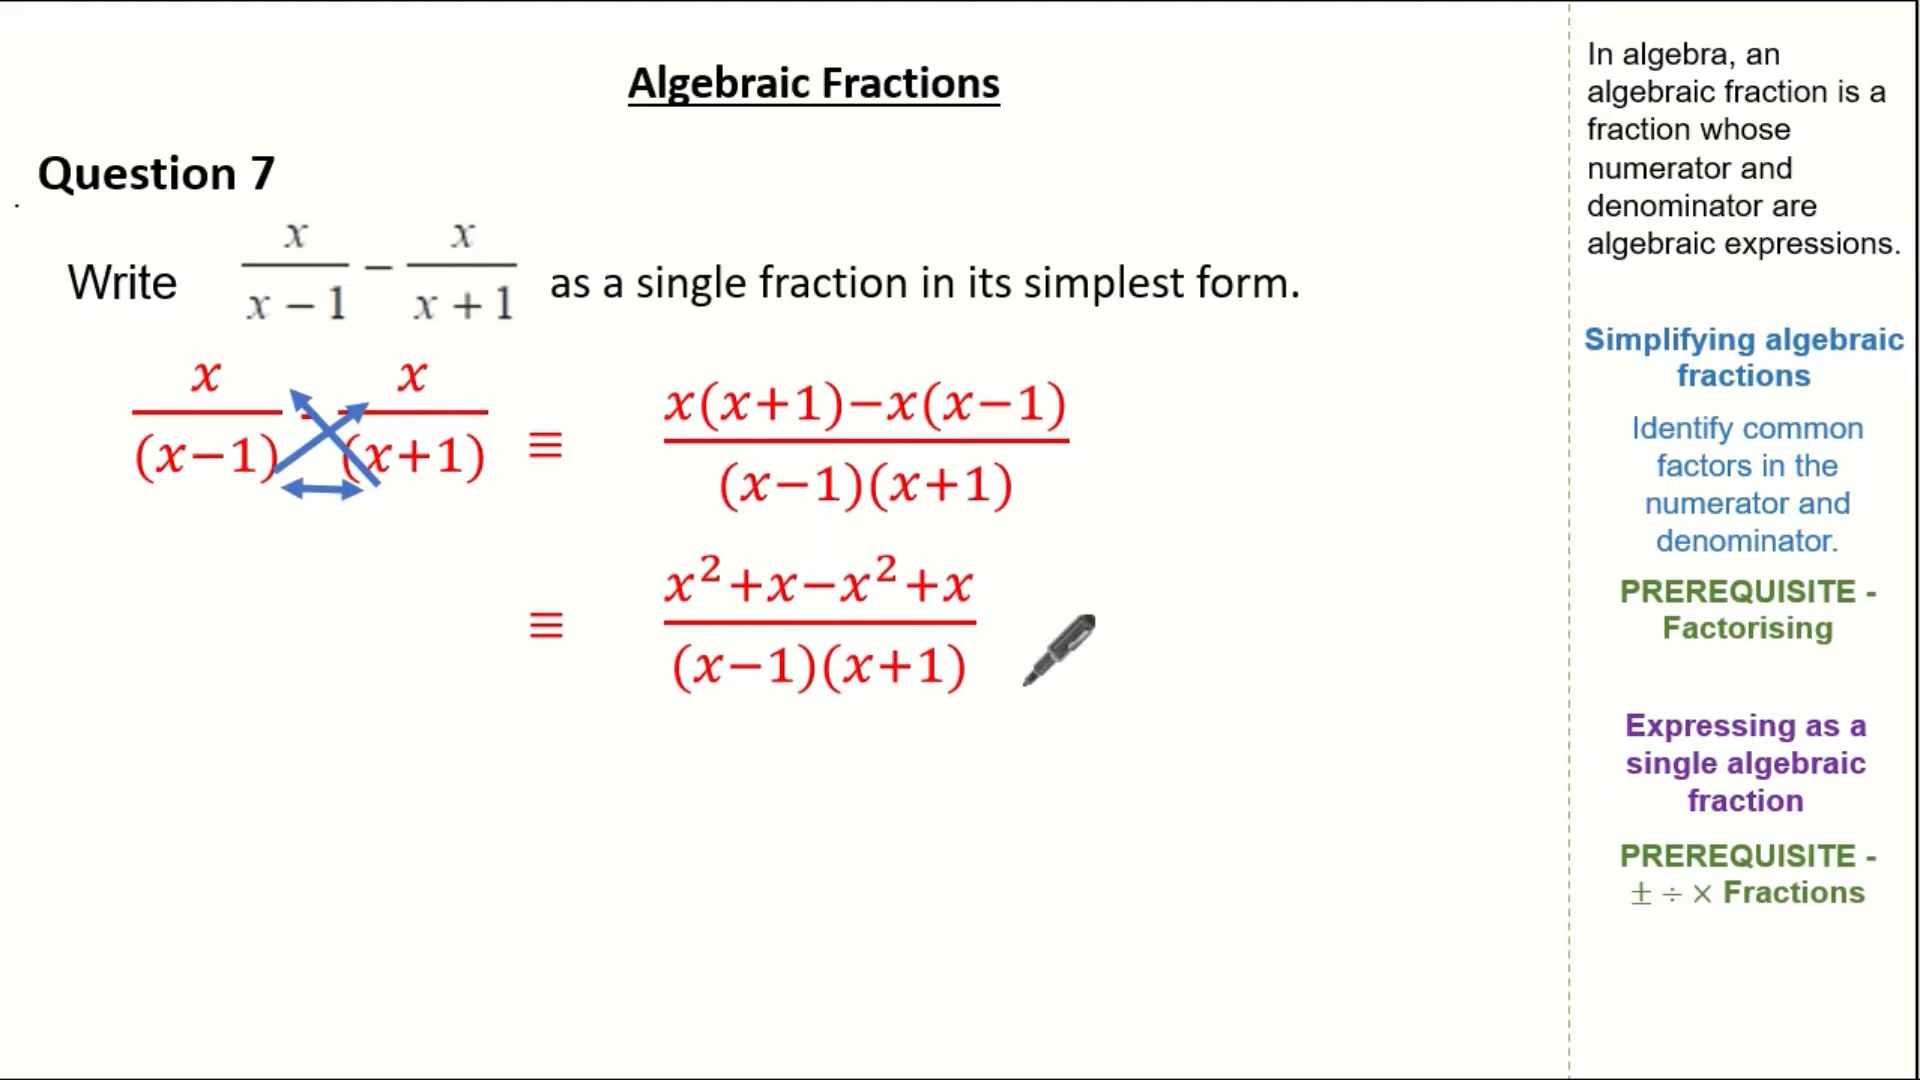 Algebraic Fractions
Question 7
.
Write x/(x − 1) − x/(x + 1) as a single fraction in its simplest form.
x/(x−1) - x/(x+1) ≡ x(x+1)−x(x−1)/(x−1)(x+1)
≡ x²+x−x²+x/(x−1)(x+1)
In algebra, an
algebraic fraction is a
fraction whose
numerator and
denominator are
algebraic expressions.
Simplifying algebraic
fractions
Identify common
factors in the
numerator and
denominator.
PREREQUISITE -
Factorising
Expressing as a
single algebraic
fraction
PREREQUISITE -
± ÷ × Fractions